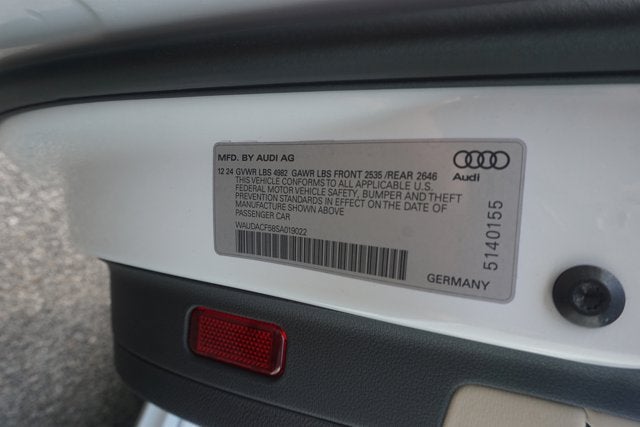 MFD. BY AUDI AG
12 24 GVWR LBS 4982 GAWR LBS FRONT 2535 /REAR 2646
THIS VEHICLE CONFORMS TO ALL APPLICABLE U.S.
FEDERAL MOTOR VEHICLE SAFETY, BUMPER AND THEFT
PREVENTION STANDARDS IN EFFECT ON THE DATE OF
MANUFACTURE SHOWN ABOVE
PASSENGER CAR
WAUDACF56SA019022
GERMANY
Audi
5140155